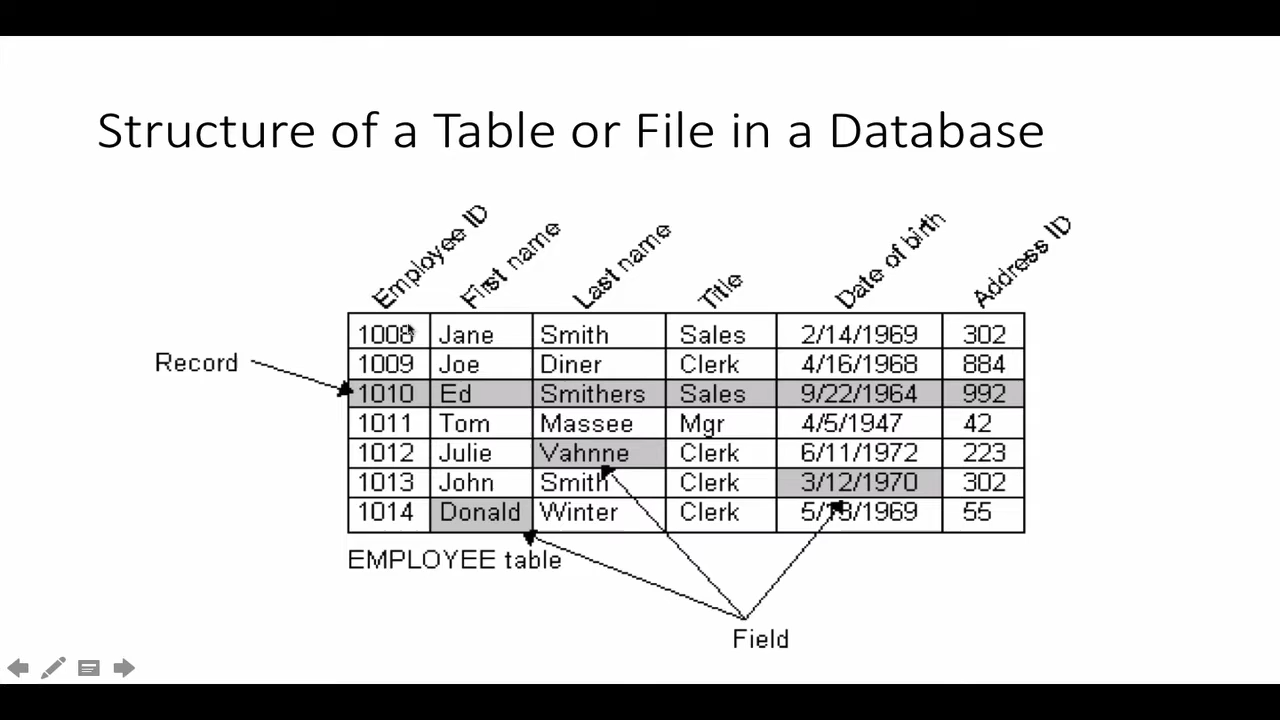 Structure of a Table or File in a Database
Employee ID First name Last name Title Date of birth Address ID
1008 Jane Smith Sales 2/14/1969 302
Record
1009 Joe Diner Clerk 4/16/1968 884
1010 Ed Smithers Sales 9/22/1964 992
1011 Tom Massee Mgr 4/5/1947 42
1012 Julie Vahnne Clerk 6/11/1972 223
1013 John Smith Clerk 3/12/1970 302
1014 Donald Winter Clerk 5/13/1969 55
EMPLOYEE table
Field